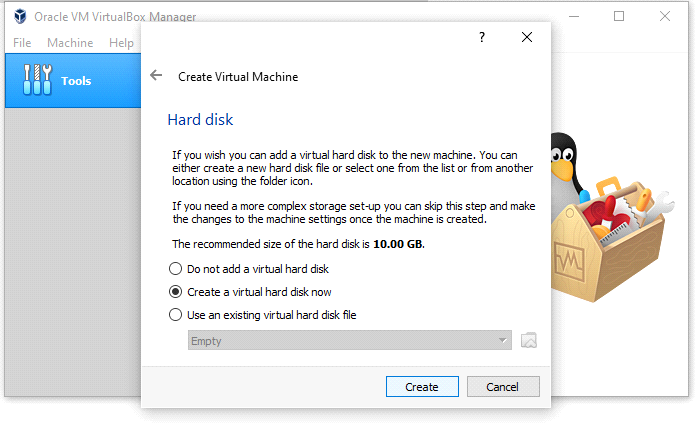 Oracle VM VirtualBox Manager
File Machine Help
Tools
?
Create Virtual Machine
Hard disk
If you wish you can add a virtual hard disk to the new machine. You can
either create a new hard disk file or select one from the list or from another
location using the folder icon.
If you need a more complex storage set-up you can skip this step and make
the changes to the machine settings once the machine is created.
The recommended size of the hard disk is 10.00 GB.
Do not add a virtual hard disk
Create a virtual hard disk now
Use an existing virtual hard disk file
Empty
Create Cancel